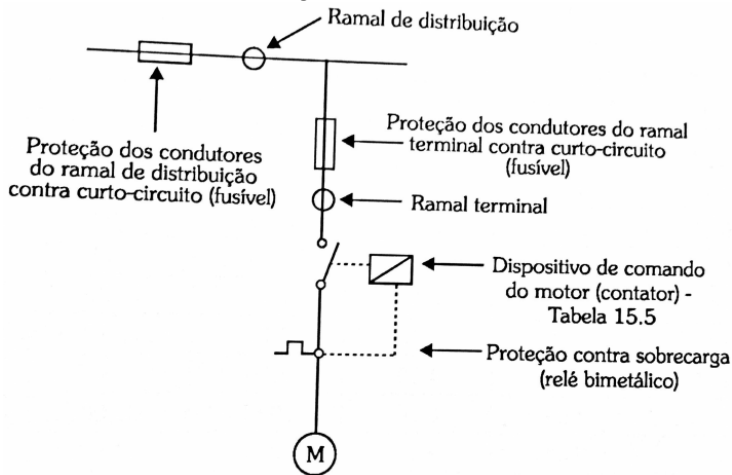 Ramal de distribuição
Proteção dos condutores
do ramal de distribuição
contra curto-circuito (fusível)
Proteção dos condutores do ramal
terminal contra curto-circuito
(fusível)
Ramal terminal
Dispositivo de comando
do motor (contator) -
Tabela 15.5
Proteção contra sobrecarga
(relé bimetálico)
M